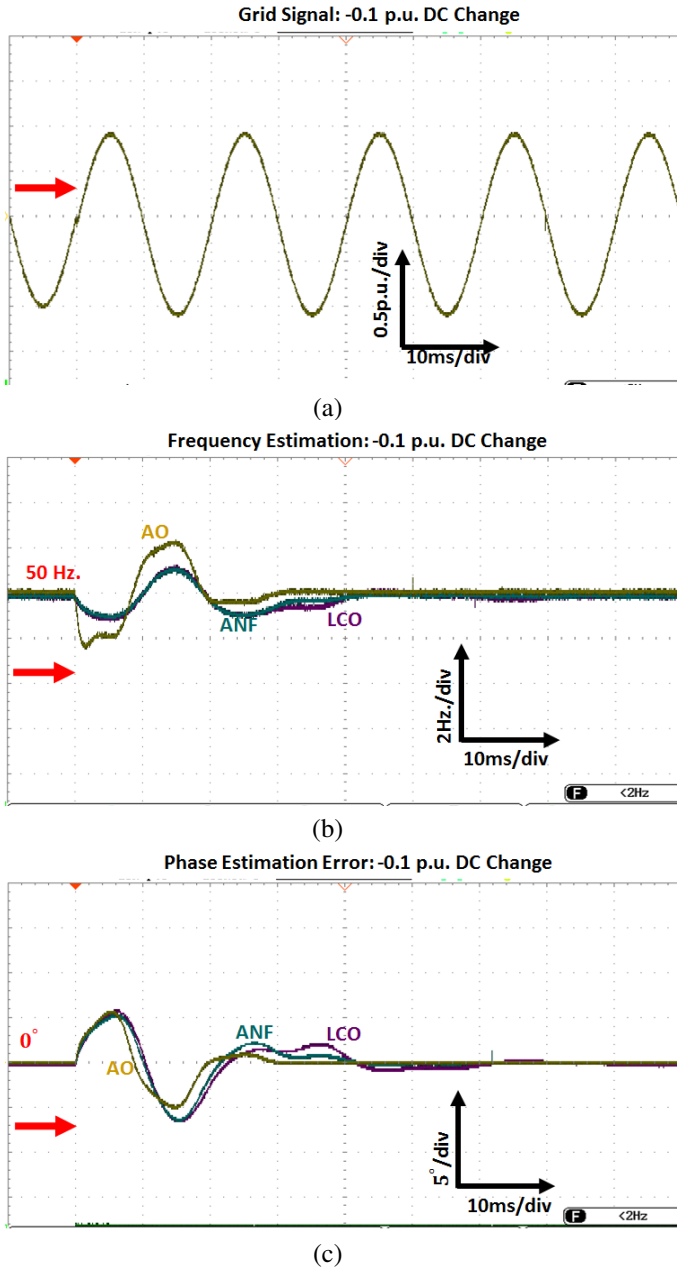 Grid Signal: -0.1 p.u. DC Change
0.5p.u./div
10ms/div
(a)
Frequency Estimation: -0.1 p.u. DC Change
AO
50 Hz.
ANF
LCO
2Hz./div
10ms/div
F <2Hz
(b)
Phase Estimation Error: -0.1 p.u. DC Change
0°
ANF
LCO
AO
5°/div
10ms/div
F <2Hz
(c)